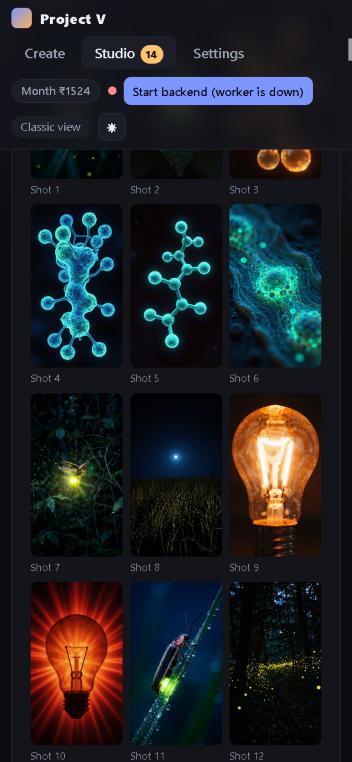 Project V
Create Studio 14 Settings
Month ₹1524 Start backend (worker is down)
Classic view
Shot 1 Shot 2 Shot 3
Shot 4 Shot 5 Shot 6
Shot 7 Shot 8 Shot 9
Shot 10 Shot 11 Shot 12